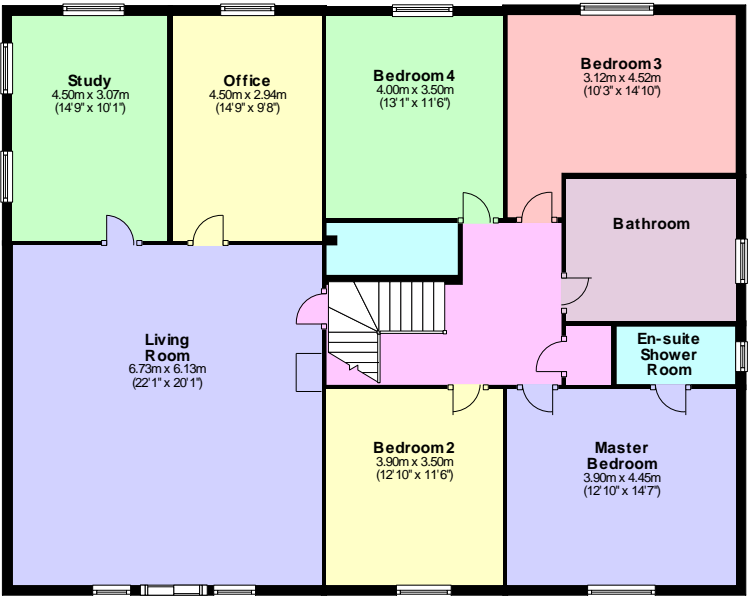 Study
4.50m x 3.07m
(14'9" x 10'1")
Office
4.50m x 2.94m
(14'9" x 9'8")
Bedroom 4
4.00m x 3.50m
(13'1" x 11'6")
Bedroom 3
3.12m x 4.52m
(10'3" x 14'10")
Bathroom
Living
Room
6.73m x 6.13m
(22'1" x 20'1")
En-suite
Shower
Room
Bedroom 2
3.90m x 3.50m
(12'10" x 11'6")
Master
Bedroom
3.90m x 4.45m
(12'10" x 14'7")